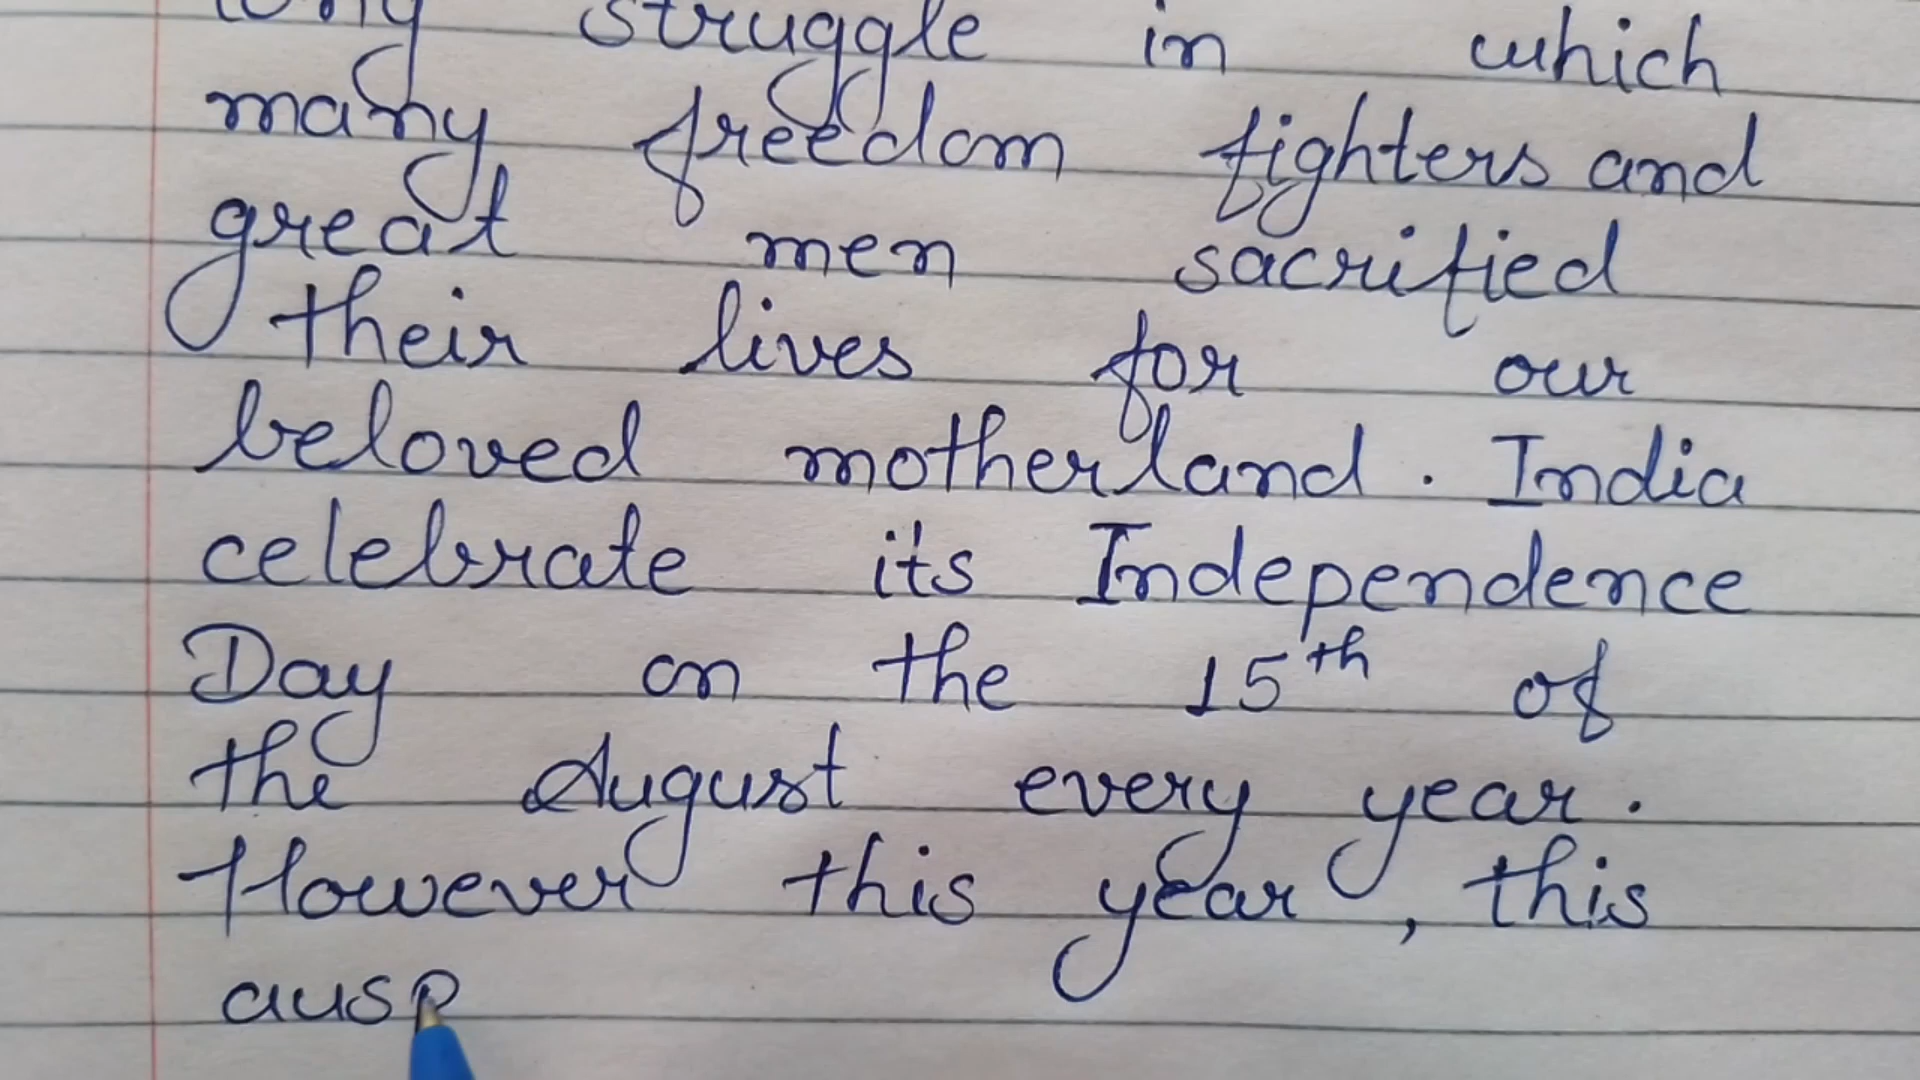 long struggle in which
many freedom fighters and
great men sacrified
their lives for our
beloved motherland. India
celebrate its Independence
Day on the 15th of
the August every year.
However this year, this
ausp